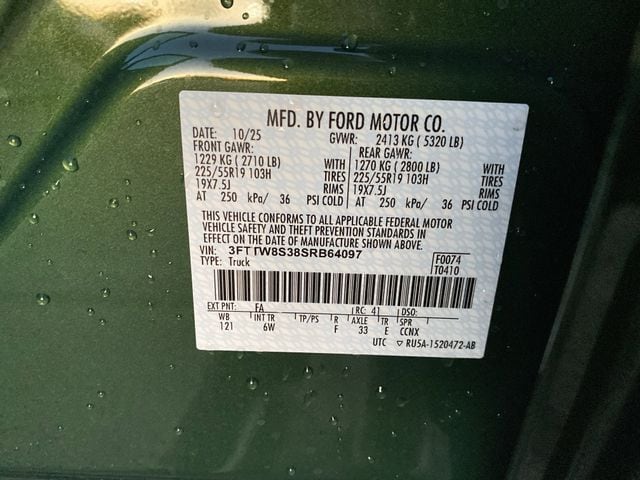 MFD. BY FORD MOTOR CO.
DATE: 10/25 GVWR: 2413 KG ( 5320 LB)
FRONT GAWR: REAR GAWR:
1229 KG ( 2710 LB) WITH 1270 KG ( 2800 LB) WITH
225/55R19 103H TIRES 225/55R19 103H TIRES
19X7.5J RIMS 19X7.5J RIMS
AT 250 kPa/ 36 PSI COLD AT 250 kPa/ 36 PSI COLD
THIS VEHICLE CONFORMS TO ALL APPLICABLE FEDERAL MOTOR
VEHICLE SAFETY AND THEFT PREVENTION STANDARDS IN
EFFECT ON THE DATE OF MANUFACTURE SHOWN ABOVE.
VIN: 3FTTW8S38SRB64097 F0074
TYPE: Truck T0410
EXT PNT: FA RC: 41 DSO:
WB INT TR TP/PS R AXLE TR SPR
121 6W F 33 E CCNX
UTC ▽ RU5A-1520472-AB